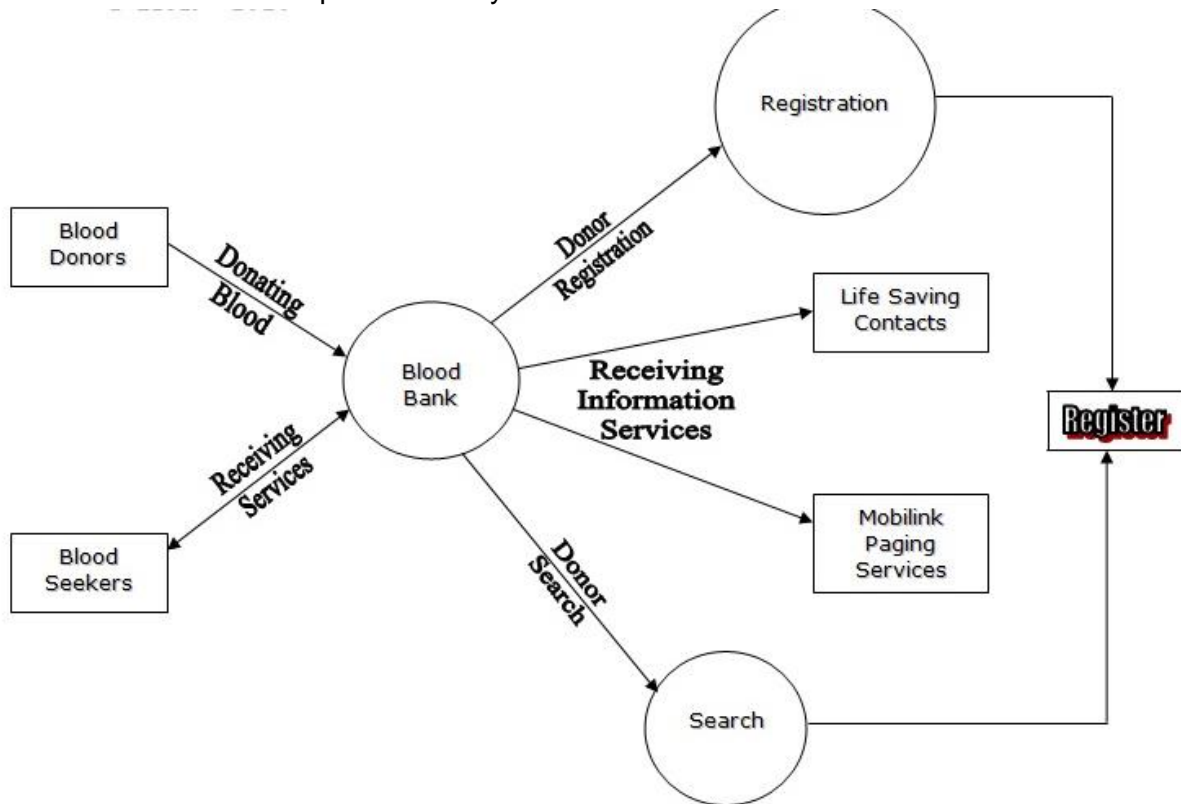 Registration
Blood
Donors
Donating
Blood
Donor
Registration
Life Saving
Contacts
Blood
Bank
Receiving
Information
Services
Register
Receiving
Services
Blood
Seekers
Mobilink
Paging
Services
Donor
Search
Search